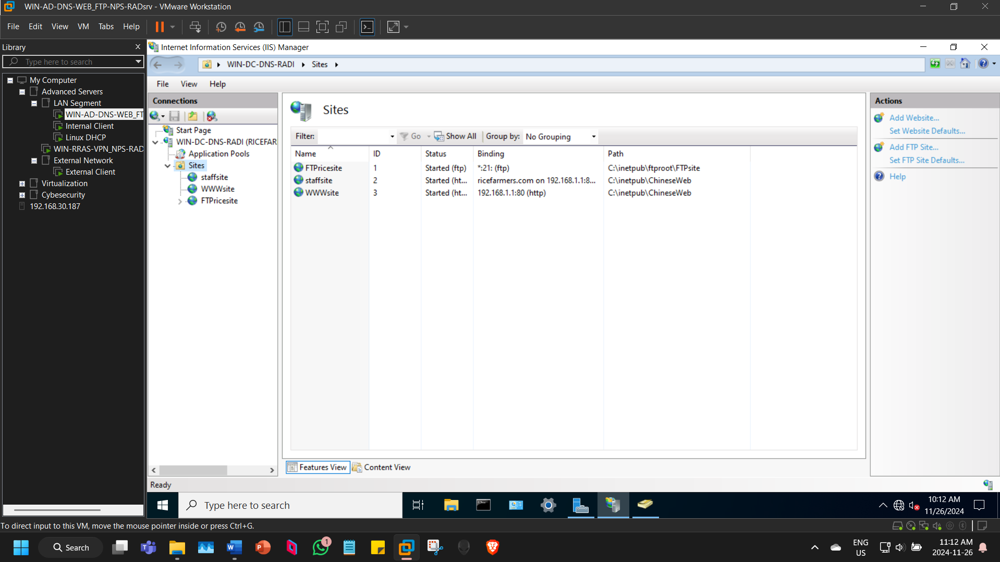 WIN-AD-DNS-WEB_FTP-NPS-RADsrv - VMware Workstation
File Edit View VM Tabs Help
Library
Type here to search
My Computer
Advanced Servers
LAN Segment
WIN-AD-DNS-WEB_FT
Internal Client
Linux DHCP
WIN-RRAS-VPN_NPS-RAD
External Network
External Client
Virtualization
Cybesecurity
192.168.30.187
Internet Information Services (IIS) Manager
WIN-DC-DNS-RADI Sites
File View Help
Connections
Start Page
WIN-DC-DNS-RADI (RICEFAR
Application Pools
Sites
staffsite
WWWsite
FTPricesite
Sites
Filter: Go Show All Group by: No Grouping
Name ID Status Binding Path
FTPricesite 1 Started (ftp) *:21: (ftp) C:\inetpub\ftproot\FTPsite
staffsite 2 Started (ht... ricefarmers.com on 192.168.1.1:8... C:\inetpub\ChineseWeb
WWWsite 3 Started (ht... 192.168.1.1:80 (http) C:\inetpub\ChineseWeb
Features View Content View
Actions
Add Website...
Set Website Defaults...
Add FTP Site...
Set FTP Site Defaults...
Help
Ready
Type here to search
10:12 AM
11/26/2024
To direct input to this VM, move the mouse pointer inside or press Ctrl+G.
Search
1
ENG
US
11:12 AM
2024-11-26